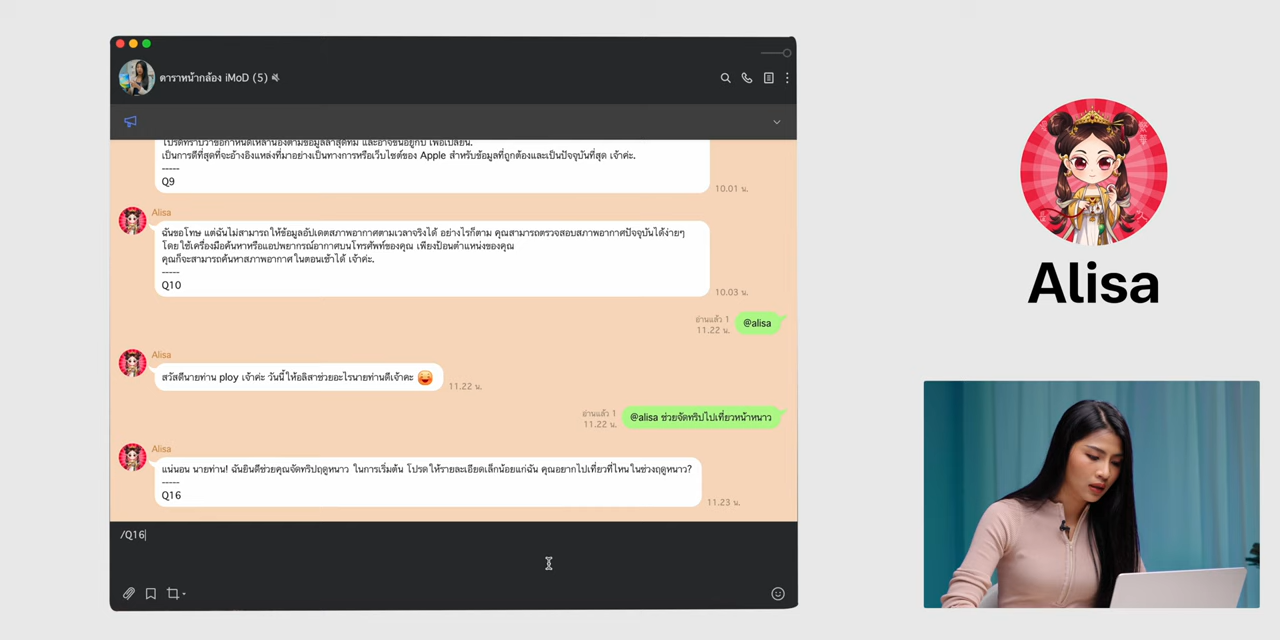 ดาราหน้ากล้อง iMoD (5)
เป็นการดีที่สุดที่จะอ้างอิงแหล่งที่มาอย่างเป็นทางการหรือเว็บไซต์ของ Apple สำหรับข้อมูลที่ถูกต้องและเป็นปัจจุบันที่สุด เจ้าค่ะ.
-----
Q9
10.01 น.
Alisa
ฉันขอโทษ แต่ฉันไม่สามารถให้ข้อมูลอัปเดตสภาพอากาศตามเวลาจริงได้ อย่างไรก็ตาม คุณสามารถตรวจสอบสภาพอากาศปัจจุบันได้ง่ายๆ
โดยใช้เครื่องมือค้นหาหรือแอปพยากรณ์อากาศบนโทรศัพท์ของคุณ เพียงป้อนตำแหน่งของคุณ
คุณก็จะสามารถค้นหาสภาพอากาศในตอนเช้าได้ เจ้าค่ะ.
-----
Q10
10.03 น.
อ่านแล้ว 1
11.22 น.
@alisa
Alisa
สวัสดีนายท่าน ploy เจ้าค่ะ วันนี้ให้อลิสาช่วยอะไรนายท่านดีเจ้าคะ
11.22 น.
อ่านแล้ว 1
11.22 น.
@alisa ช่วยจัดทริปไปเที่ยวหน้าหนาว
Alisa
แน่นอน นายท่าน! ฉันยินดีช่วยคุณจัดทริปฤดูหนาว ในการเริ่มต้น โปรดให้รายละเอียดเล็กน้อยแก่ฉัน คุณอยากไปเที่ยวที่ไหนในช่วงฤดูหนาว?
-----
Q16
11.23 น.
/Q16
Alisa